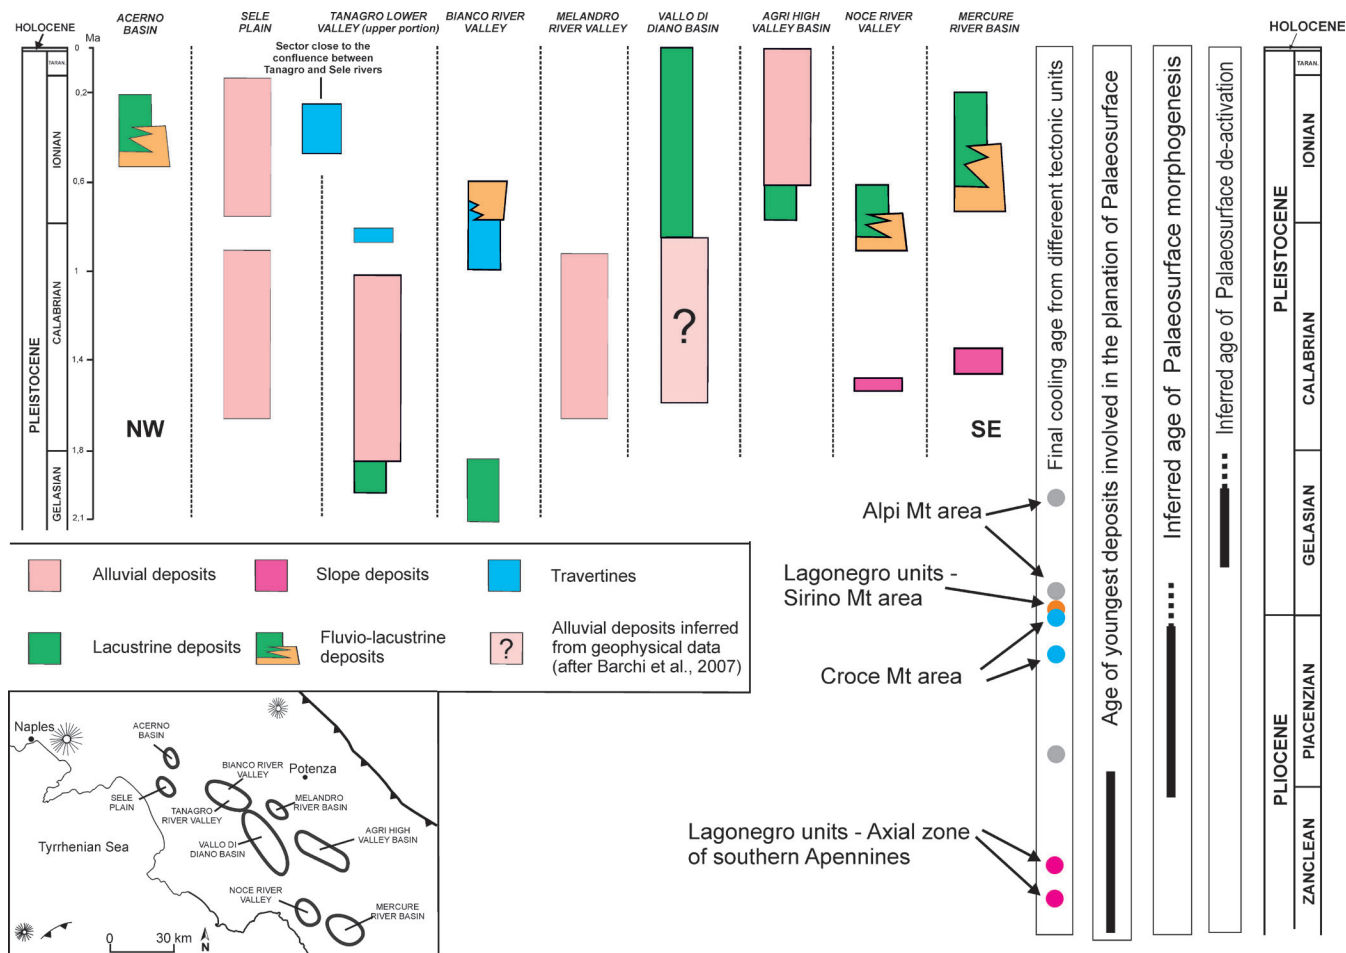 HOLOCENE
Ma
ACERNO
BASIN
SELE
PLAIN
TANAGRO LOWER
VALLEY (upper portion)
BIANCO RIVER
VALLEY
MELANDRO
RIVER VALLEY
VALLO DI
DIANO BASIN
AGRI HIGH
VALLEY BASIN
NOCE RIVER
VALLEY
MERCURE
RIVER BASIN
HOLOCENE
Sector close to the
confluence between
Tanagro and Sele rivers
0
0,2
0,6
1
1,4
1,8
2,1
PLEISTOCENE
TARAN.
IONIAN
CALABRIAN
GELASIAN
NW
?
SE
Final cooling age from different tectonic units
Age of youngest deposits involved in the planation of Palaeosurface
Inferred age of Palaeosurface morphogenesis
Inferred age of Palaeosurface de-activation
PLEISTOCENE
PLIOCENE
TARAN.
IONIAN
CALABRIAN
GELASIAN
PIACENZIAN
ZANCLEAN
Alpi Mt area
Lagonegro units -
Sirino Mt area
Croce Mt area
Lagonegro units - Axial zone
of southern Apennines
Alluvial deposits
Slope deposits
Travertines
Lacustrine deposits
Fluvio-lacustrine
deposits
?
Alluvial deposits inferred
from geophysical data
(after Barchi et al., 2007)
Naples
ACERNO
BASIN
BIANCO RIVER
VALLEY
Potenza
SELE
PLAIN
TANAGRO
RIVER VALLEY
MELANDRO
RIVER BASIN
Tyrrhenian Sea
VALLO DI
DIANO BASIN
AGRI HIGH
VALLEY BASIN
NOCE RIVER
VALLEY
MERCURE
RIVER BASIN
0 30 km
N